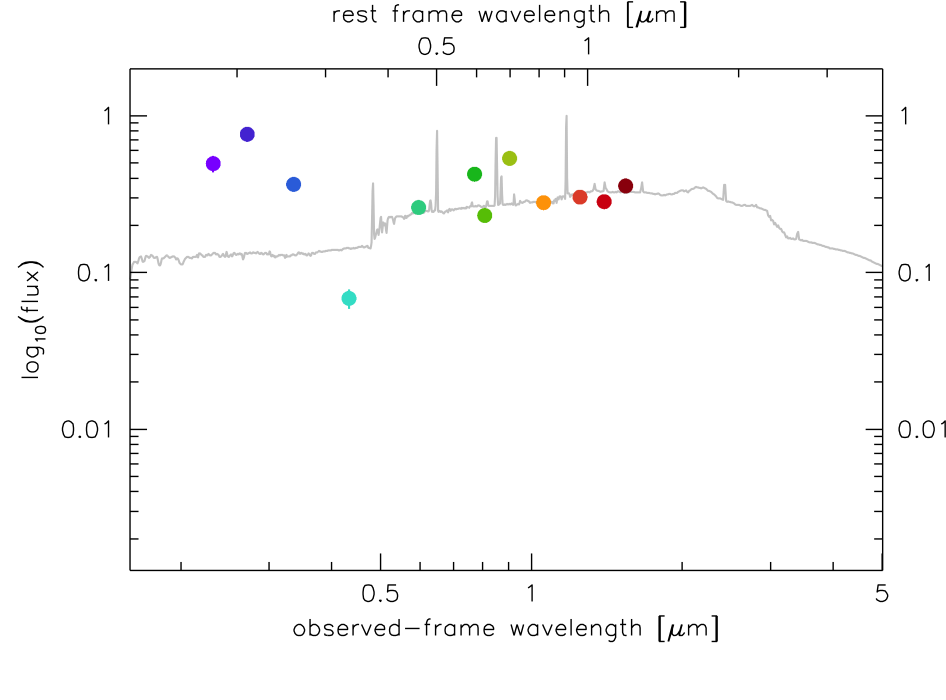 rest frame wavelength [μm]
0.5 1
1 1
0.1 0.1
log10(flux)
0.01 0.01
0.5 1 5
observed-frame wavelength [μm]